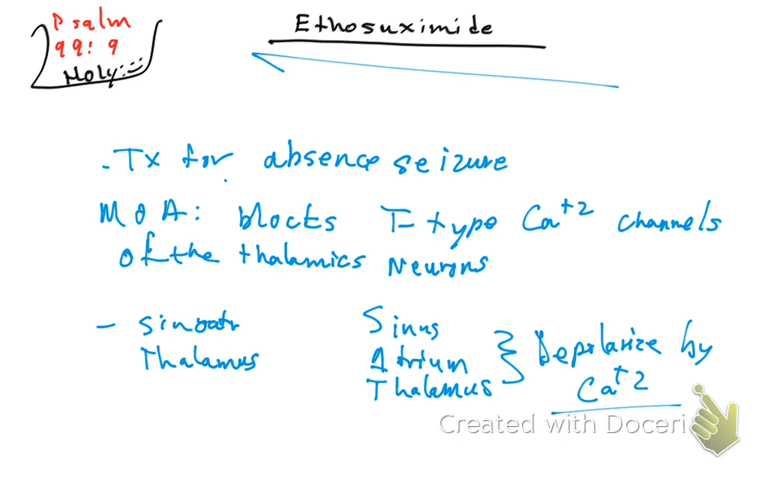 Psalm
99:9
Holy
Ethosuximide
. Tx for absence seizure
MOA: blocks T-type Ca+2 channels
of the thalamics Neurons
- Sinoatr
Thalamus
Sinus
Atrium
Thalamus
Depolarize by
Ca+2
Created with Doceri